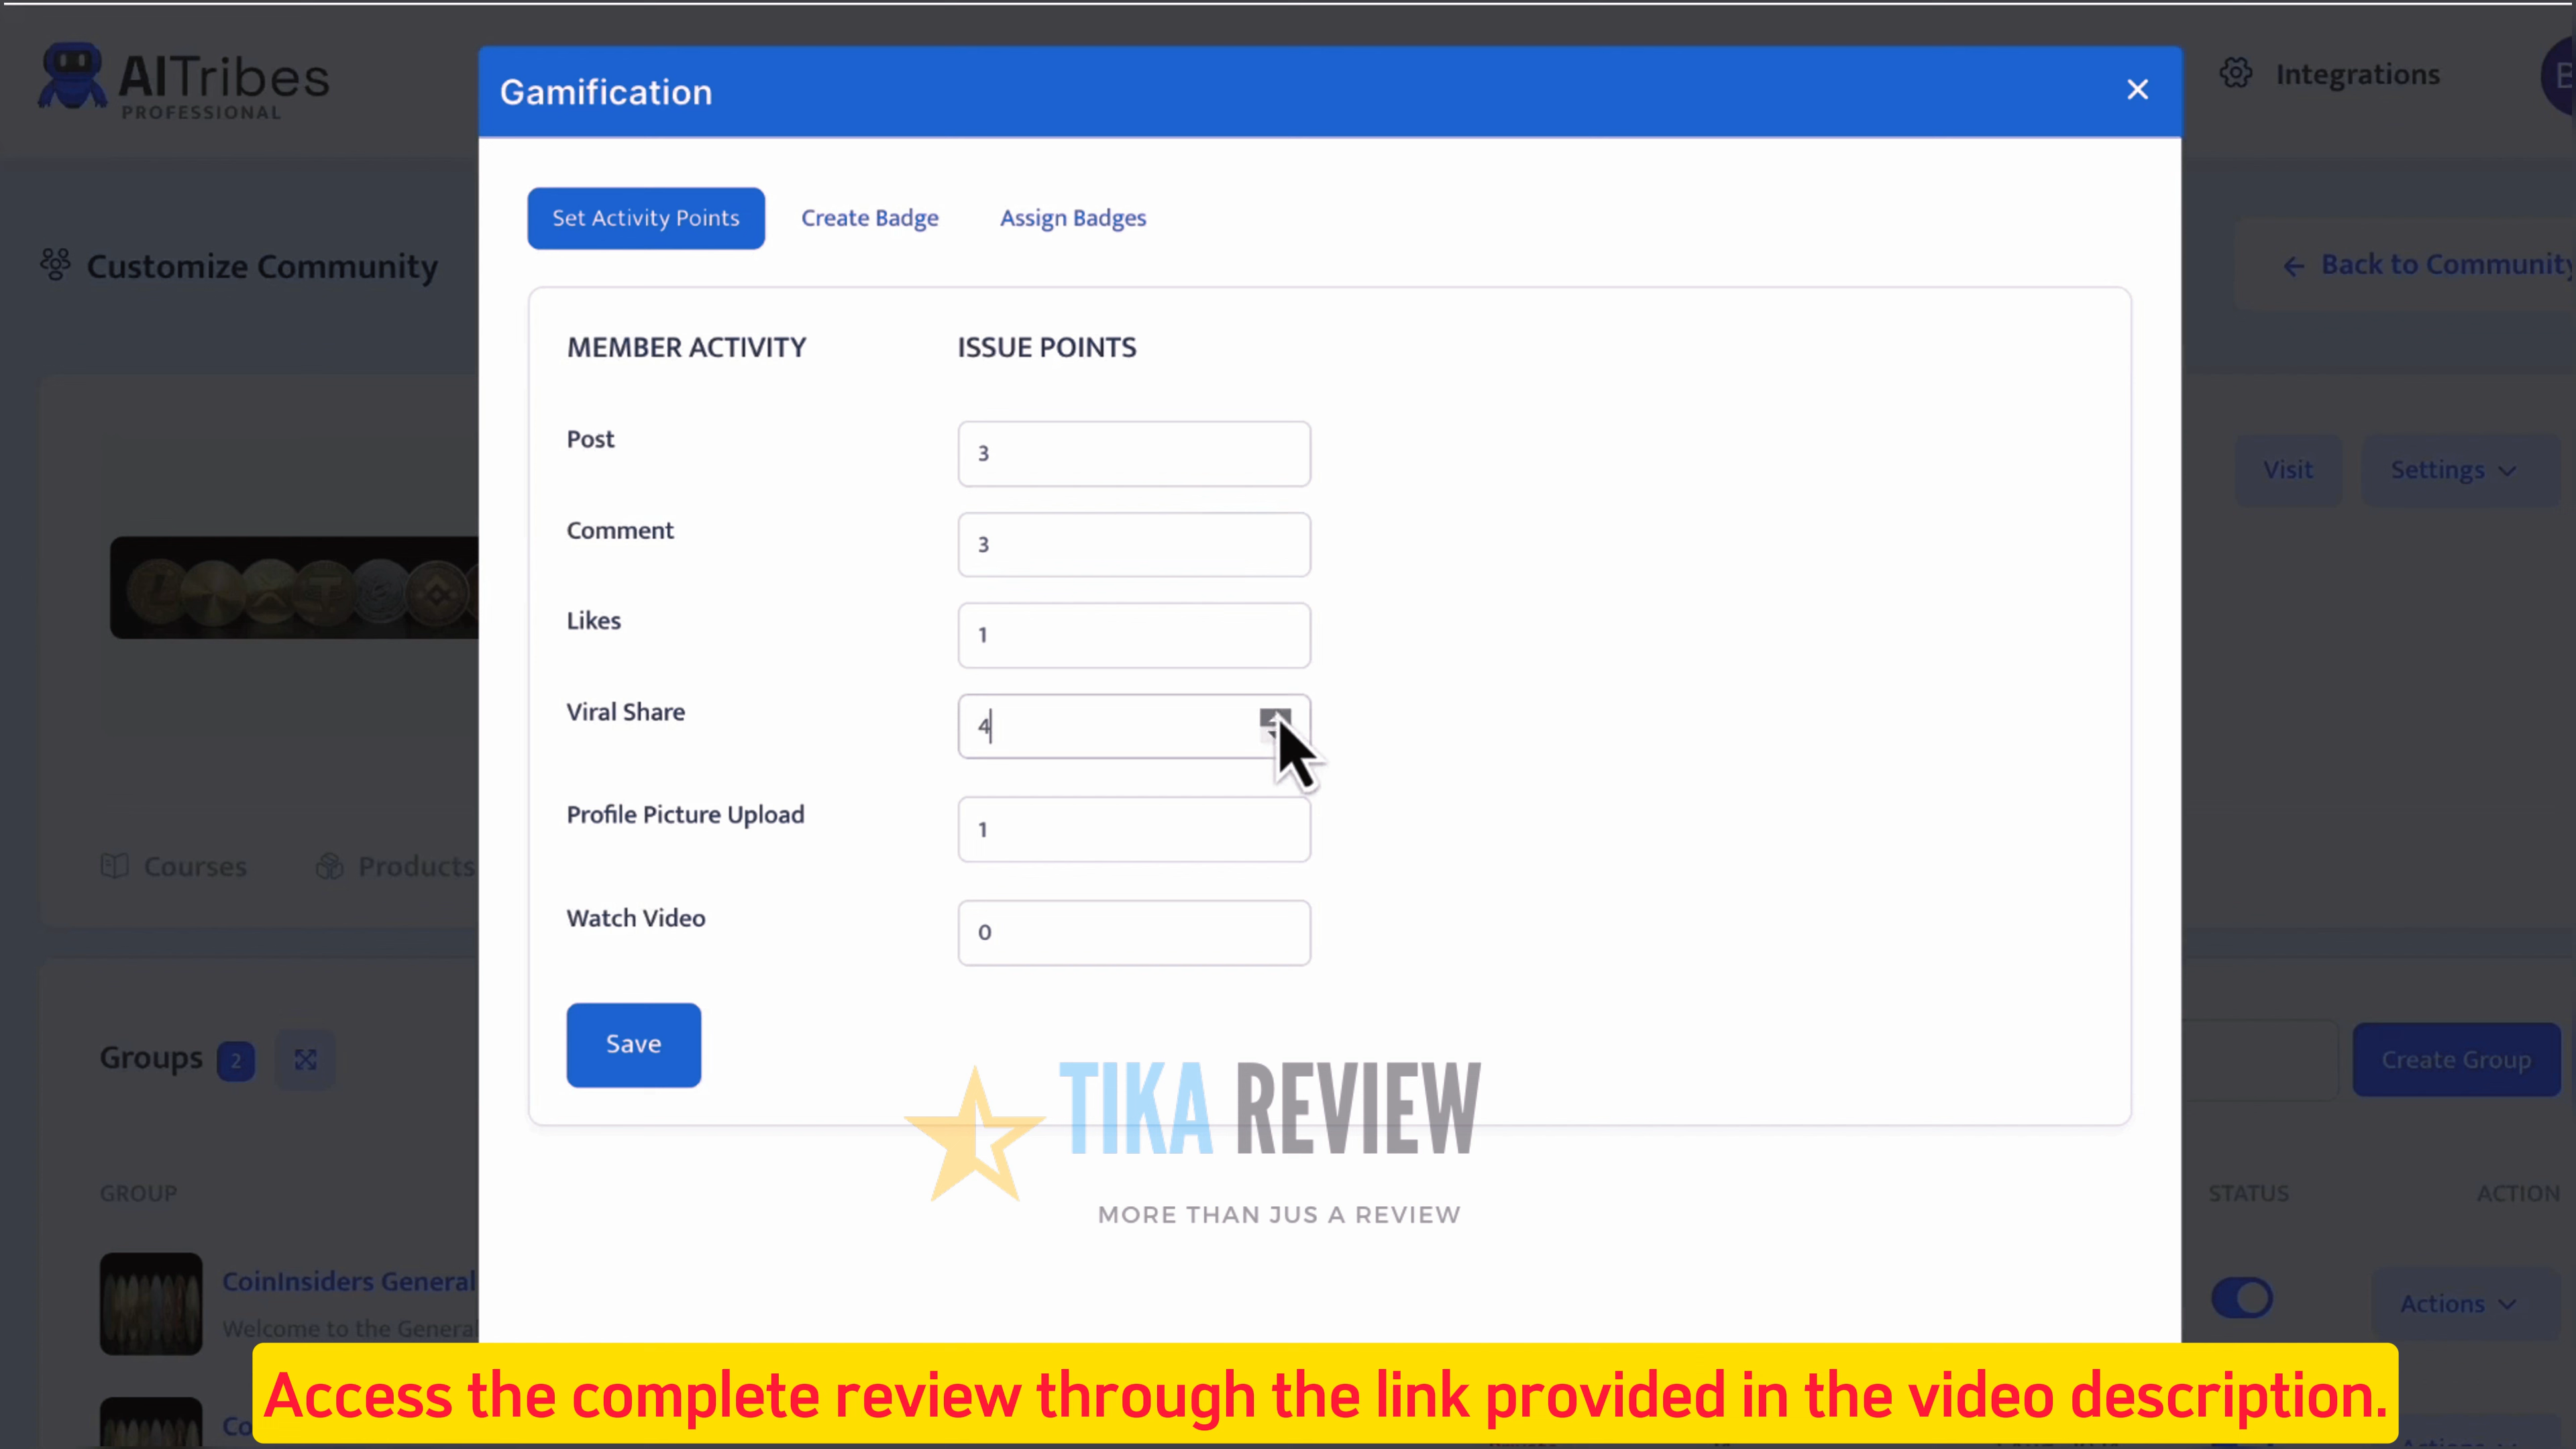 AITribes
PROFESSIONAL
Gamification
Integrations
Set Activity Points
Create Badge
Assign Badges
Customize Community
Back to Community
MEMBER ACTIVITY
ISSUE POINTS
Post
3
Comment
3
Visit
Settings
Likes
1
Viral Share
4
Profile Picture Upload
1
Courses
Products
Watch Video
0
Save
Groups
2
Create Group
TIKA REVIEW
MORE THAN JUS A REVIEW
GROUP
STATUS
ACTION
CoinInsiders General
Welcome to the General
Actions
Access the complete review through the link provided in the video description.
Co